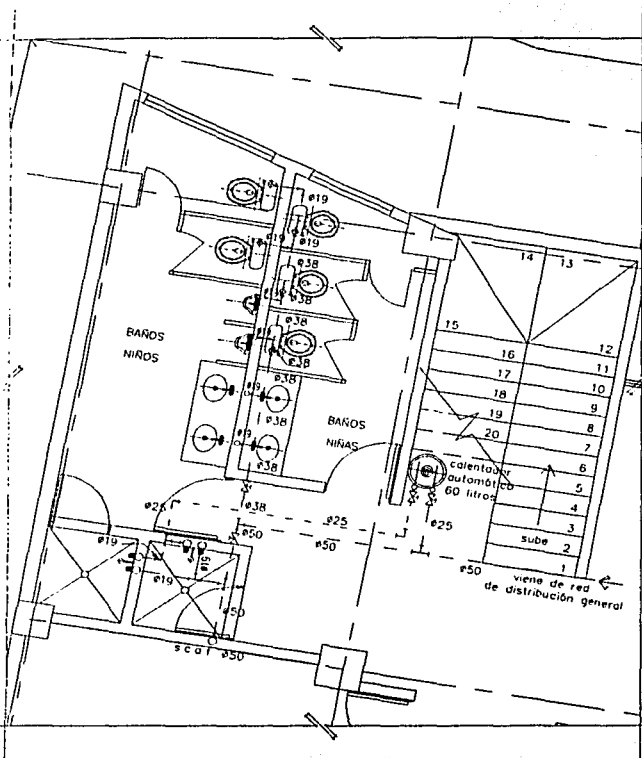 ø19
ø19
ø19
ø38
ø38
ø38
ø38
ø19
ø38
ø19
ø38
BAÑOS
NIÑOS
BAÑOS
NIÑAS
14
13
15
12
16
11
17
10
18
9
19
8
20
7
6
5
4
3
2
1
calentador
automático
60 litros
sube
ø25
ø38
ø25
ø25
ø50
ø50
ø50
ø50
viene de red
de distribución general
ø19
ø19
ø19
ø50
s c a f ø50